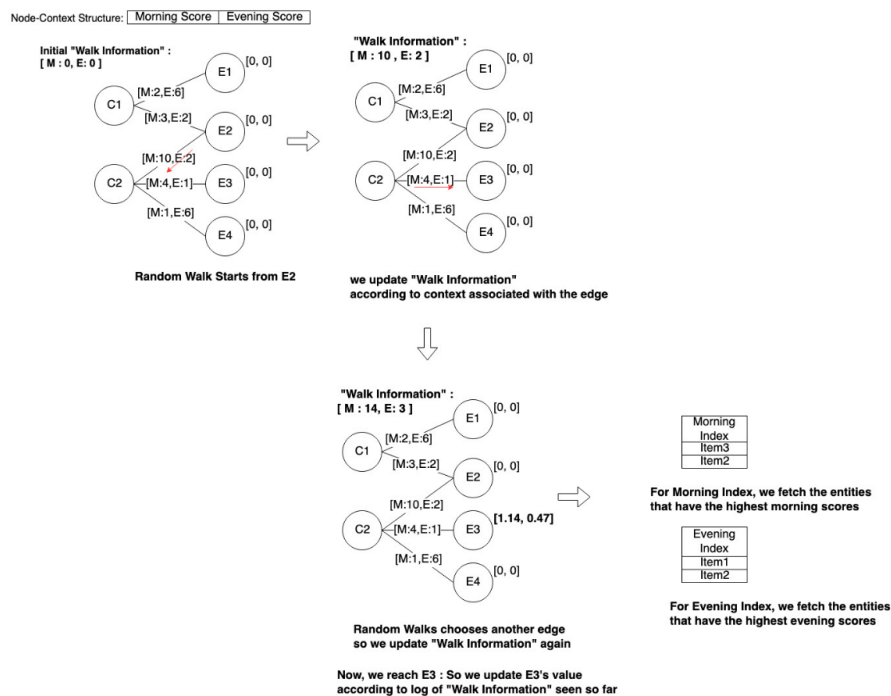 Node-Context Structure: Morning Score Evening Score
Initial "Walk Information" :
[ M : 0, E: 0 ]
E1
[0, 0]
[M:2,E:6]
C1
[M:3,E:2]
E2
[0, 0]
[M:10,E:2]
C2
[M:4,E:1]
E3
[0, 0]
[M:1,E:6]
E4
[0, 0]
Random Walk Starts from E2
"Walk Information" :
[ M : 10 , E: 2 ]
E1
[0, 0]
[M:2,E:6]
C1
[M:3,E:2]
E2
[0, 0]
[M:10,E:2]
C2
[M:4,E:1]
E3
[0, 0]
[M:1,E:6]
E4
[0, 0]
we update "Walk Information"
according to context associated with the edge
"Walk Information" :
[ M : 14, E: 3 ]
E1
[0, 0]
[M:2,E:6]
C1
[M:3,E:2]
E2
[0, 0]
[M:10,E:2]
C2
[M:4,E:1]
E3
[1.14, 0.47]
[M:1,E:6]
E4
[0, 0]
Random Walks chooses another edge
so we update "Walk Information" again
Now, we reach E3 : So we update E3's value
according to log of "Walk Information" seen so far
Morning
Index
Item3
Item2
For Morning Index, we fetch the entities
that have the highest morning scores
Evening
Index
Item1
Item2
For Evening Index, we fetch the entities
that have the highest evening scores